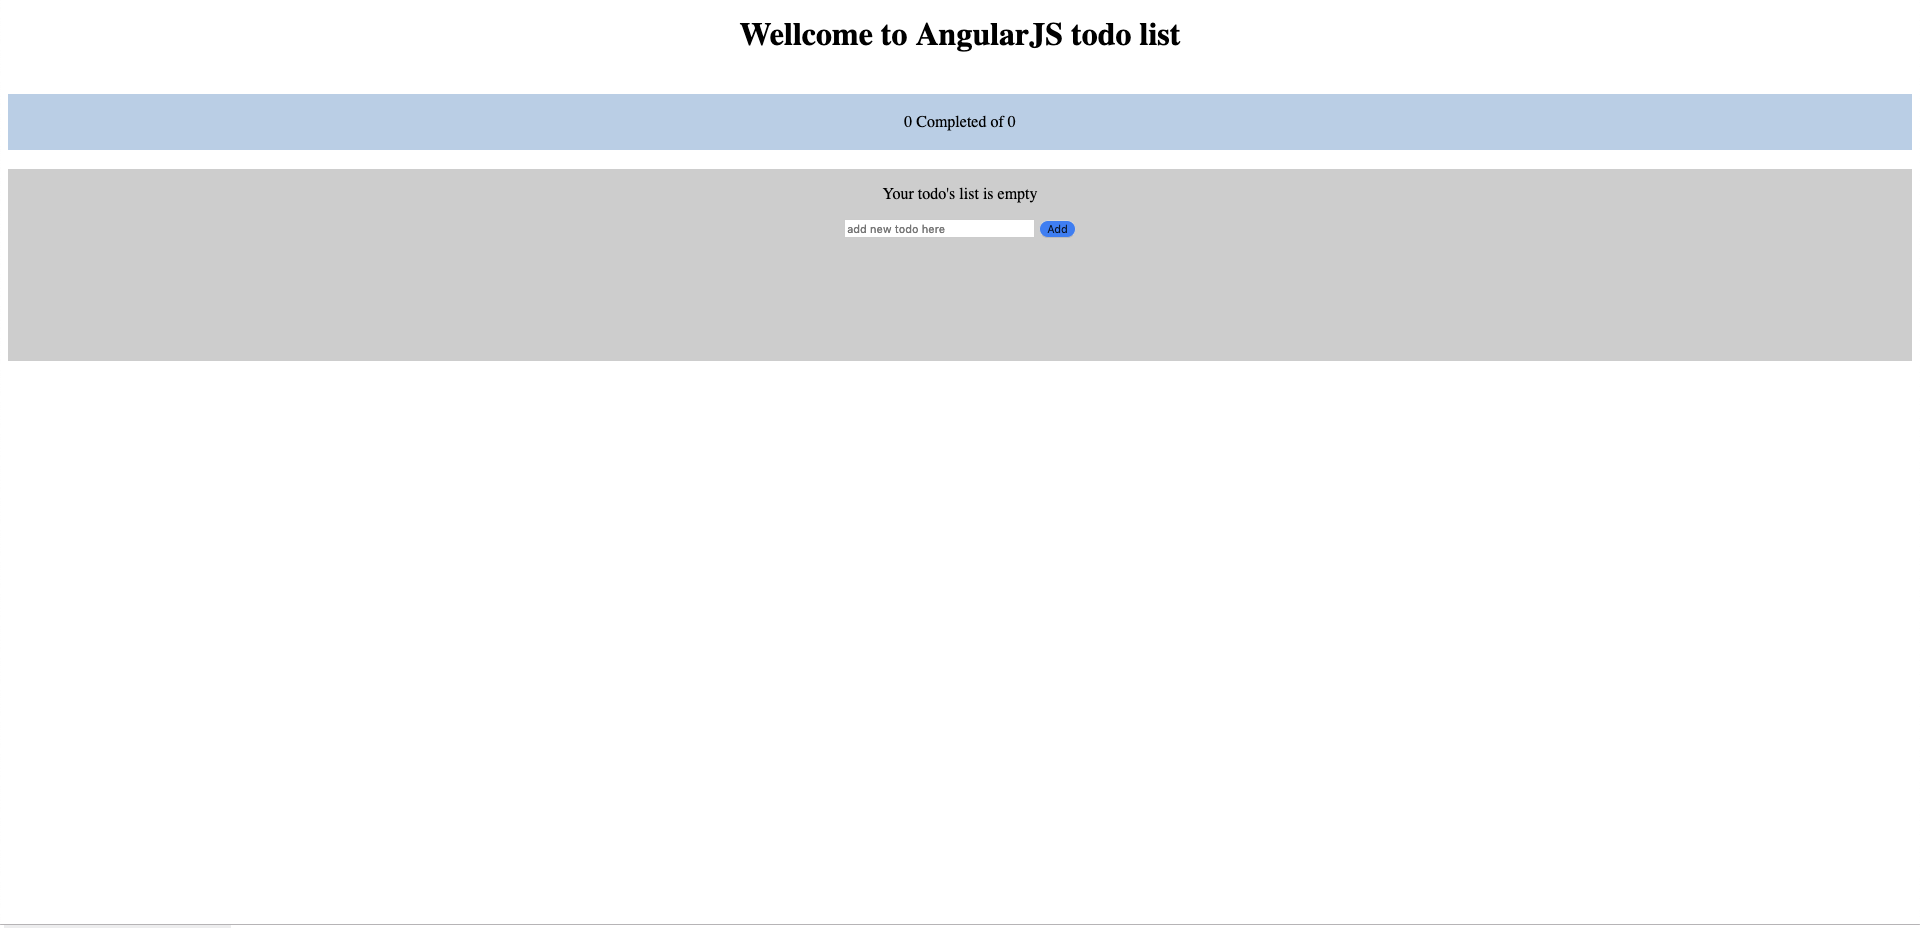 Wellcome to AngularJS todo list
0 Completed of 0
Your todo's list is empty
add new todo here Add